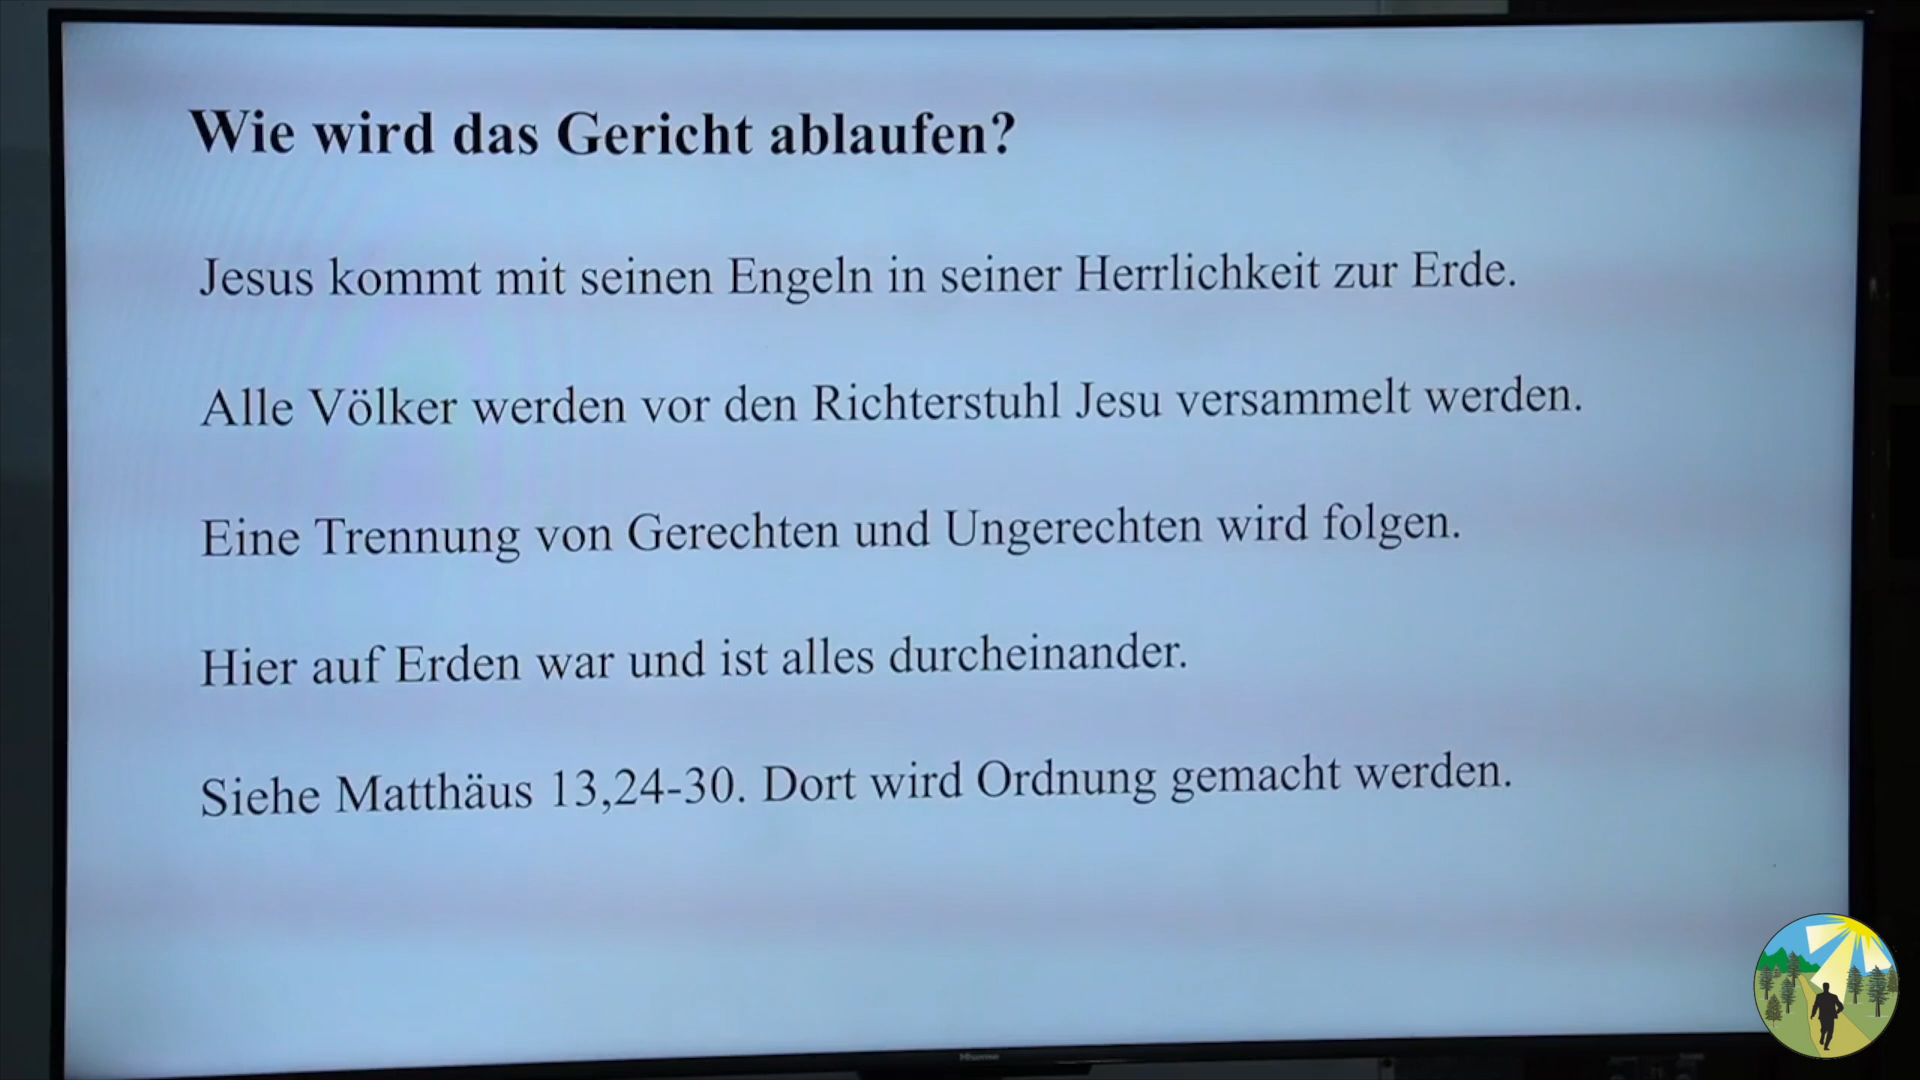 Wie wird das Gericht ablaufen?
Jesus kommt mit seinen Engeln in seiner Herrlichkeit zur Erde.
Alle Völker werden vor den Richterstuhl Jesu versammelt werden.
Eine Trennung von Gerechten und Ungerechten wird folgen.
Hier auf Erden war und ist alles durcheinander.
Siehe Matthäus 13,24-30. Dort wird Ordnung gemacht werden.
Hisense